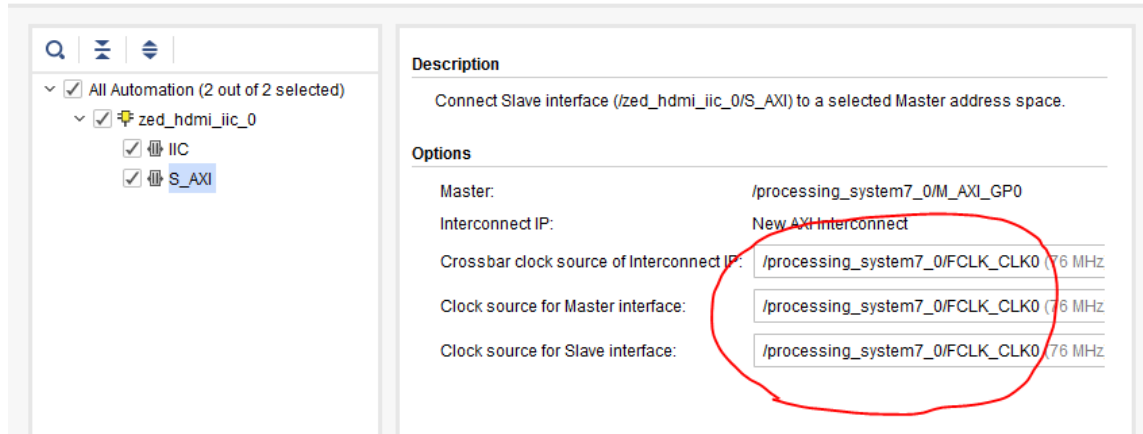 All Automation (2 out of 2 selected)
zed_hdmi_iic_0
IIC
S_AXI
Description
Connect Slave interface (/zed_hdmi_iic_0/S_AXI) to a selected Master address space.
Options
Master: /processing_system7_0/M_AXI_GP0
Interconnect IP: New AXI Interconnect
Crossbar clock source of Interconnect IP: /processing_system7_0/FCLK_CLK0 (76 MHz
Clock source for Master interface: /processing_system7_0/FCLK_CLK0 (76 MHz
Clock source for Slave interface: /processing_system7_0/FCLK_CLK0 (76 MHz